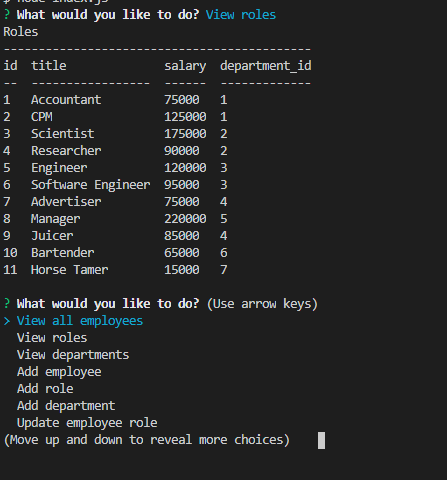 $ node index.js
? What would you like to do? View roles
Roles
----------------------------------------
id  title              salary  department_id
--  -----------------  ------  -------------
1   Accountant         75000   1
2   CPM                125000  1
3   Scientist          175000  2
4   Researcher         90000   2
5   Engineer           120000  3
6   Software Engineer  95000   3
7   Advertiser         75000   4
8   Manager            220000  5
9   Juicer             85000   4
10  Bartender          65000   6
11  Horse Tamer        15000   7
? What would you like to do? (Use arrow keys)
> View all employees
  View roles
  View departments
  Add employee
  Add role
  Add department
  Update employee role
(Move up and down to reveal more choices)